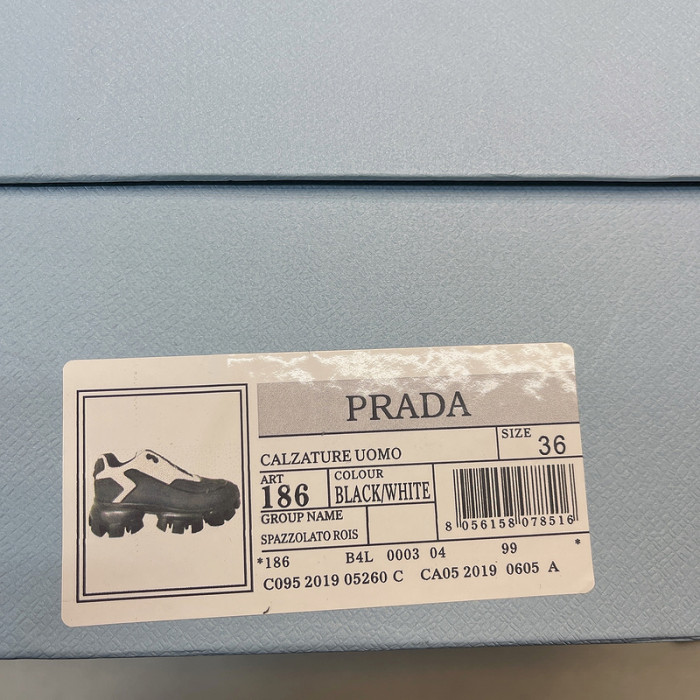 PRADA
CALZATURE UOMO
SIZE 36
ART 186
COLOUR BLACK/WHITE
GROUP NAME
SPAZZOLATO ROIS
8 056158 078516
*186 B4L 0003 04 99 *
C095 2019 05260 C CA05 2019 0605 A